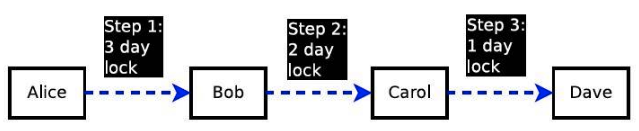 Step 1:
3 day
lock
Step 2:
2 day
lock
Step 3:
1 day
lock
Alice
Bob
Carol
Dave